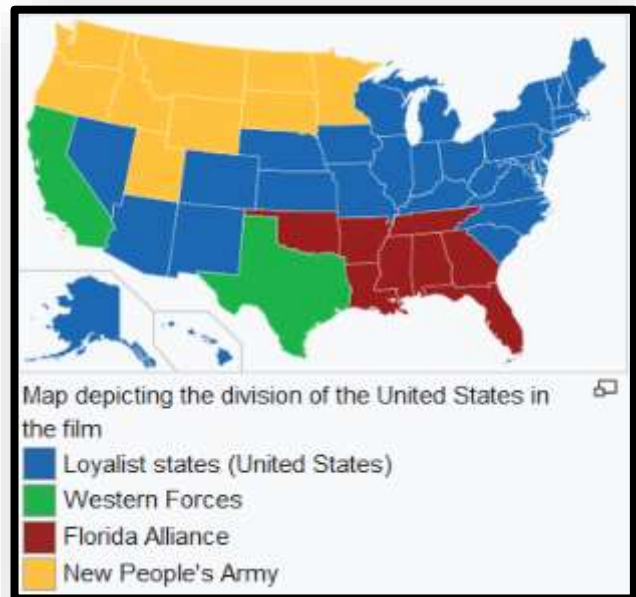 Map depicting the division of the United States in
the film
Loyalist states (United States)
Western Forces
Florida Alliance
New People's Army